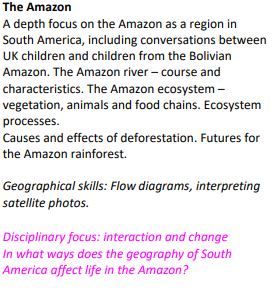 The Amazon
A depth focus on the Amazon as a region in
South America, including conversations between
UK children and children from the Bolivian
Amazon. The Amazon river – course and
characteristics. The Amazon ecosystem –
vegetation, animals and food chains. Ecosystem
processes.
Causes and effects of deforestation. Futures for
the Amazon rainforest.
Geographical skills: Flow diagrams, interpreting
satellite photos.
Disciplinary focus: interaction and change
In what ways does the geography of South
America affect life in the Amazon?